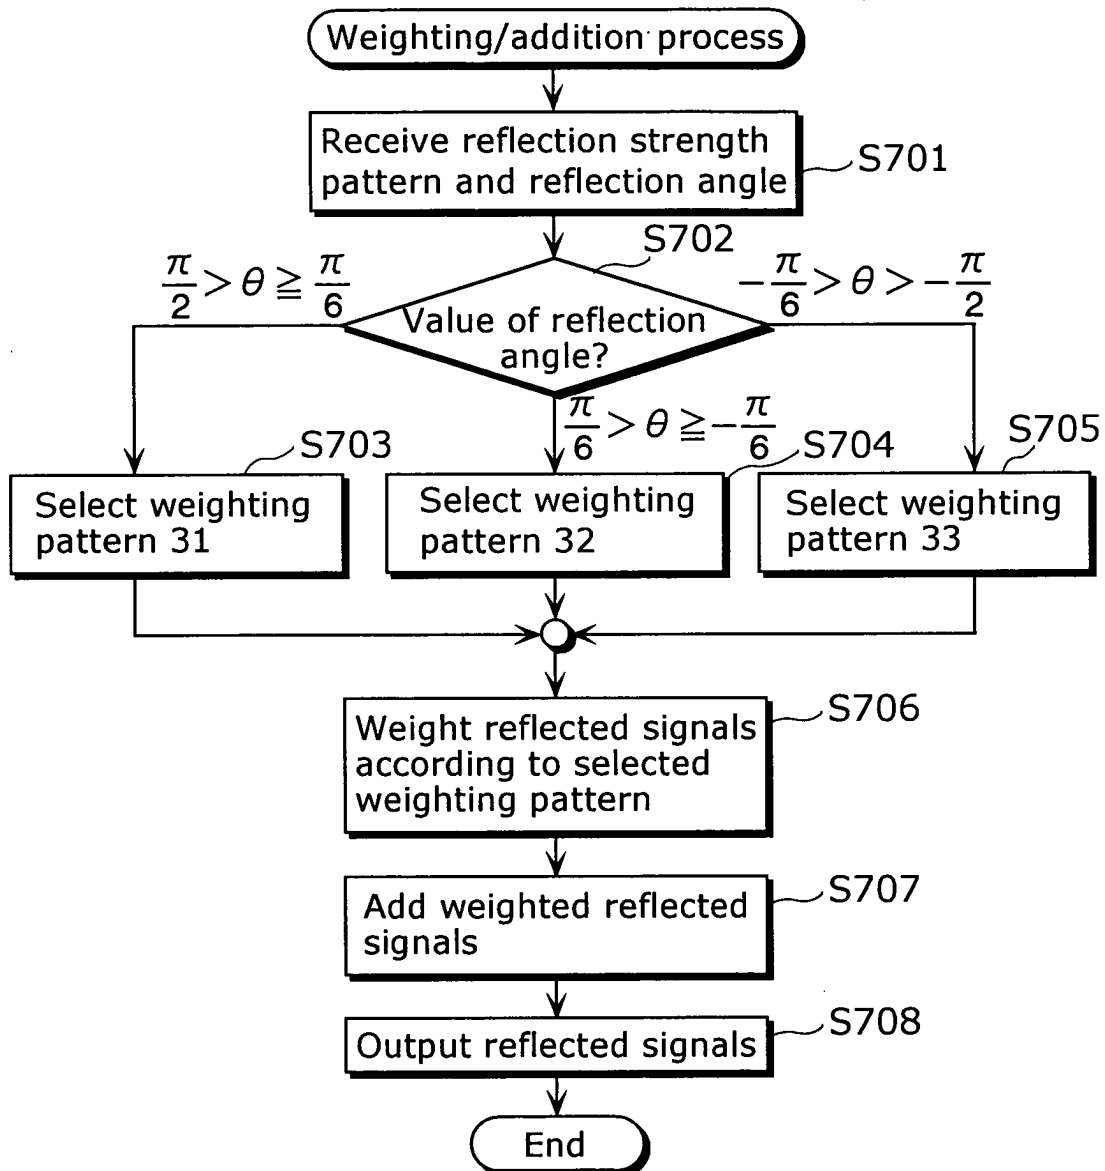 Weighting/addition process
Receive reflection strength
pattern and reflection angle
S701
S702
π/2 > θ ≧ π/6
-π/6 > θ > -π/2
Value of reflection
angle?
π/6 > θ ≧ -π/6
S703
S704
S705
Select weighting
pattern 31
Select weighting
pattern 32
Select weighting
pattern 33
Weight reflected signals
according to selected
weighting pattern
S706
Add weighted reflected
signals
S707
Output reflected signals
S708
End